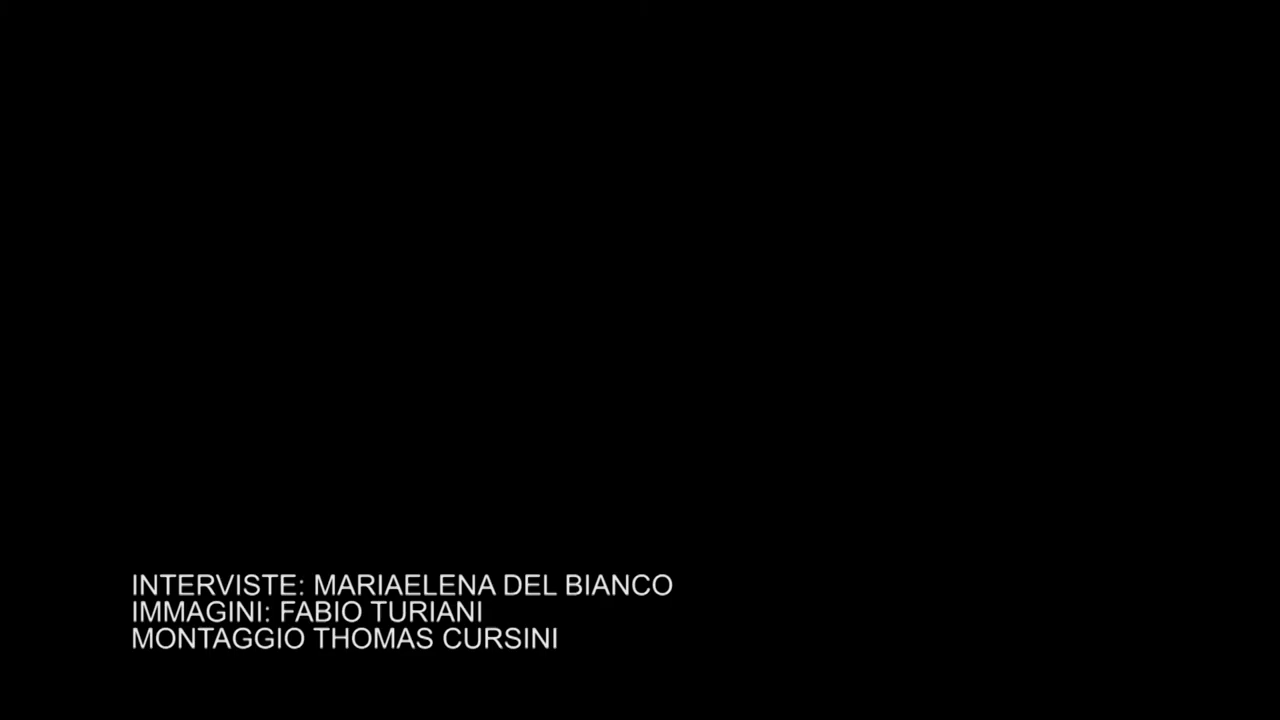 INTERVISTE: MARIAELENA DEL BIANCO
IMMAGINI: FABIO TURIANI
MONTAGGIO THOMAS CURSINI